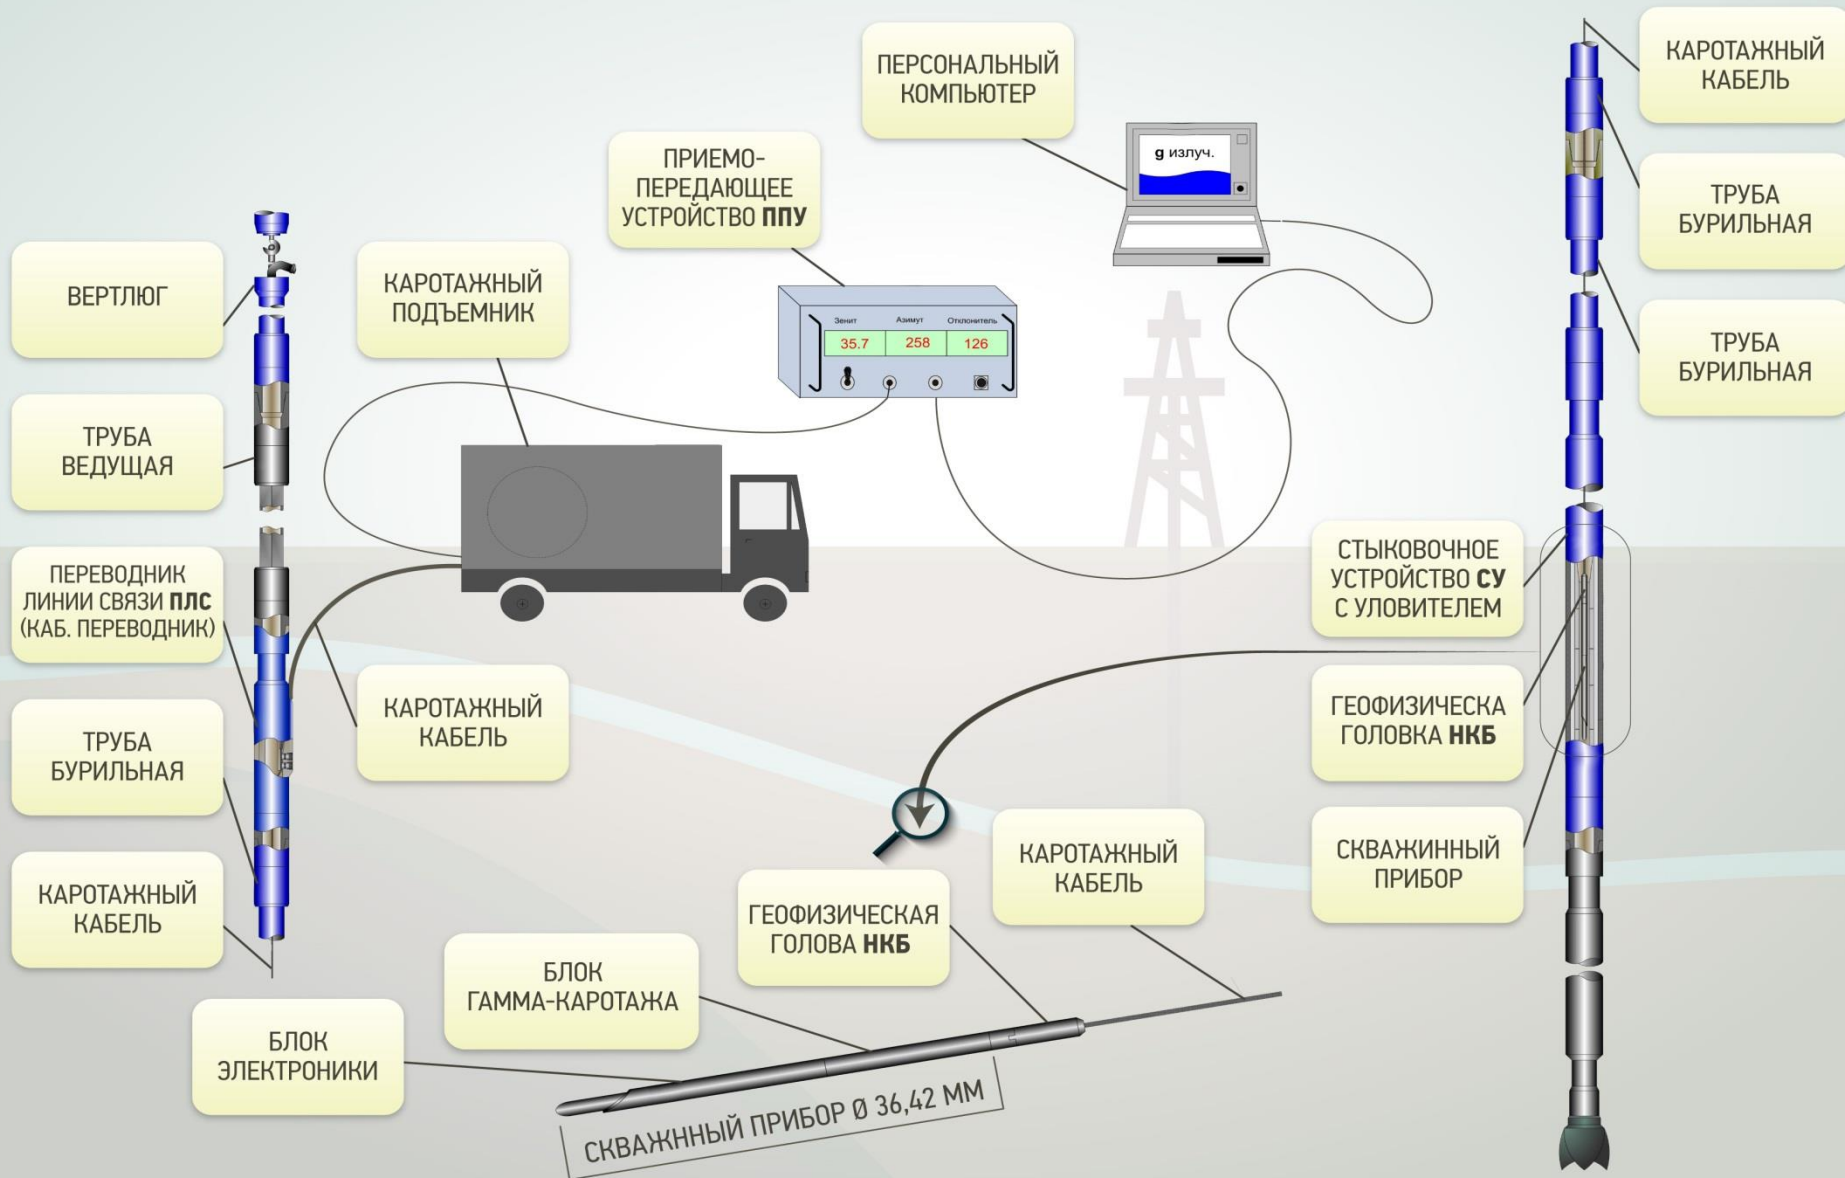 ВЕРТЛЮГ
ТРУБА
ВЕДУЩАЯ
ПЕРЕВОДНИК
ЛИНИИ СВЯЗИ ПЛС
(КАБ. ПЕРЕВОДНИК)
ТРУБА
БУРИЛЬНАЯ
КАРОТАЖНЫЙ
КАБЕЛЬ
КАРОТАЖНЫЙ
ПОДЪЕМНИК
КАРОТАЖНЫЙ
КАБЕЛЬ
ПРИЕМО-
ПЕРЕДАЮЩЕЕ
УСТРОЙСТВО ППУ
Зенит Азимут Отклонитель
35.7 258 126
ПЕРСОНАЛЬНЫЙ
КОМПЬЮТЕР
g излуч.
КАРОТАЖНЫЙ
КАБЕЛЬ
ТРУБА
БУРИЛЬНАЯ
ТРУБА
БУРИЛЬНАЯ
СТЫКОВОЧНОЕ
УСТРОЙСТВО СУ
С УЛОВИТЕЛЕМ
ГЕОФИЗИЧЕСКА
ГОЛОВКА НКБ
СКВАЖИННЫЙ
ПРИБОР
КАРОТАЖНЫЙ
КАБЕЛЬ
ГЕОФИЗИЧЕСКАЯ
ГОЛОВА НКБ
БЛОК
ГАММА-КАРОТАЖА
БЛОК
ЭЛЕКТРОНИКИ
СКВАЖННЫЙ ПРИБОР Ø 36,42 ММ